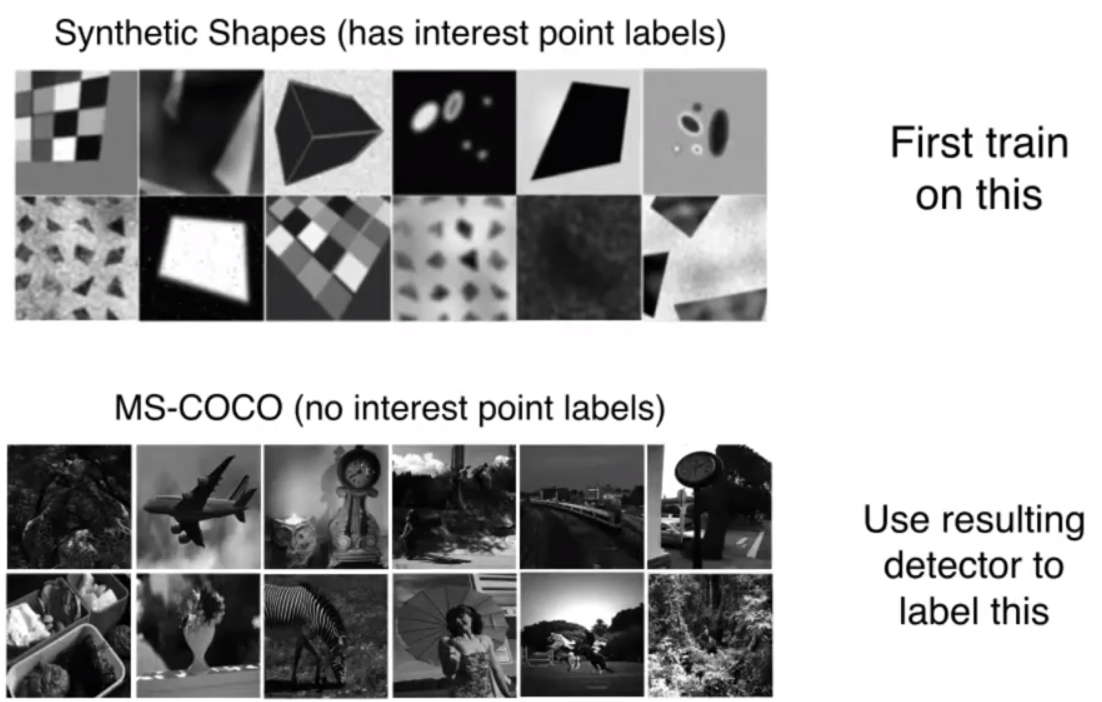 Synthetic Shapes (has interest point labels)
First train
on this
MS-COCO (no interest point labels)
Use resulting
detector to
label this